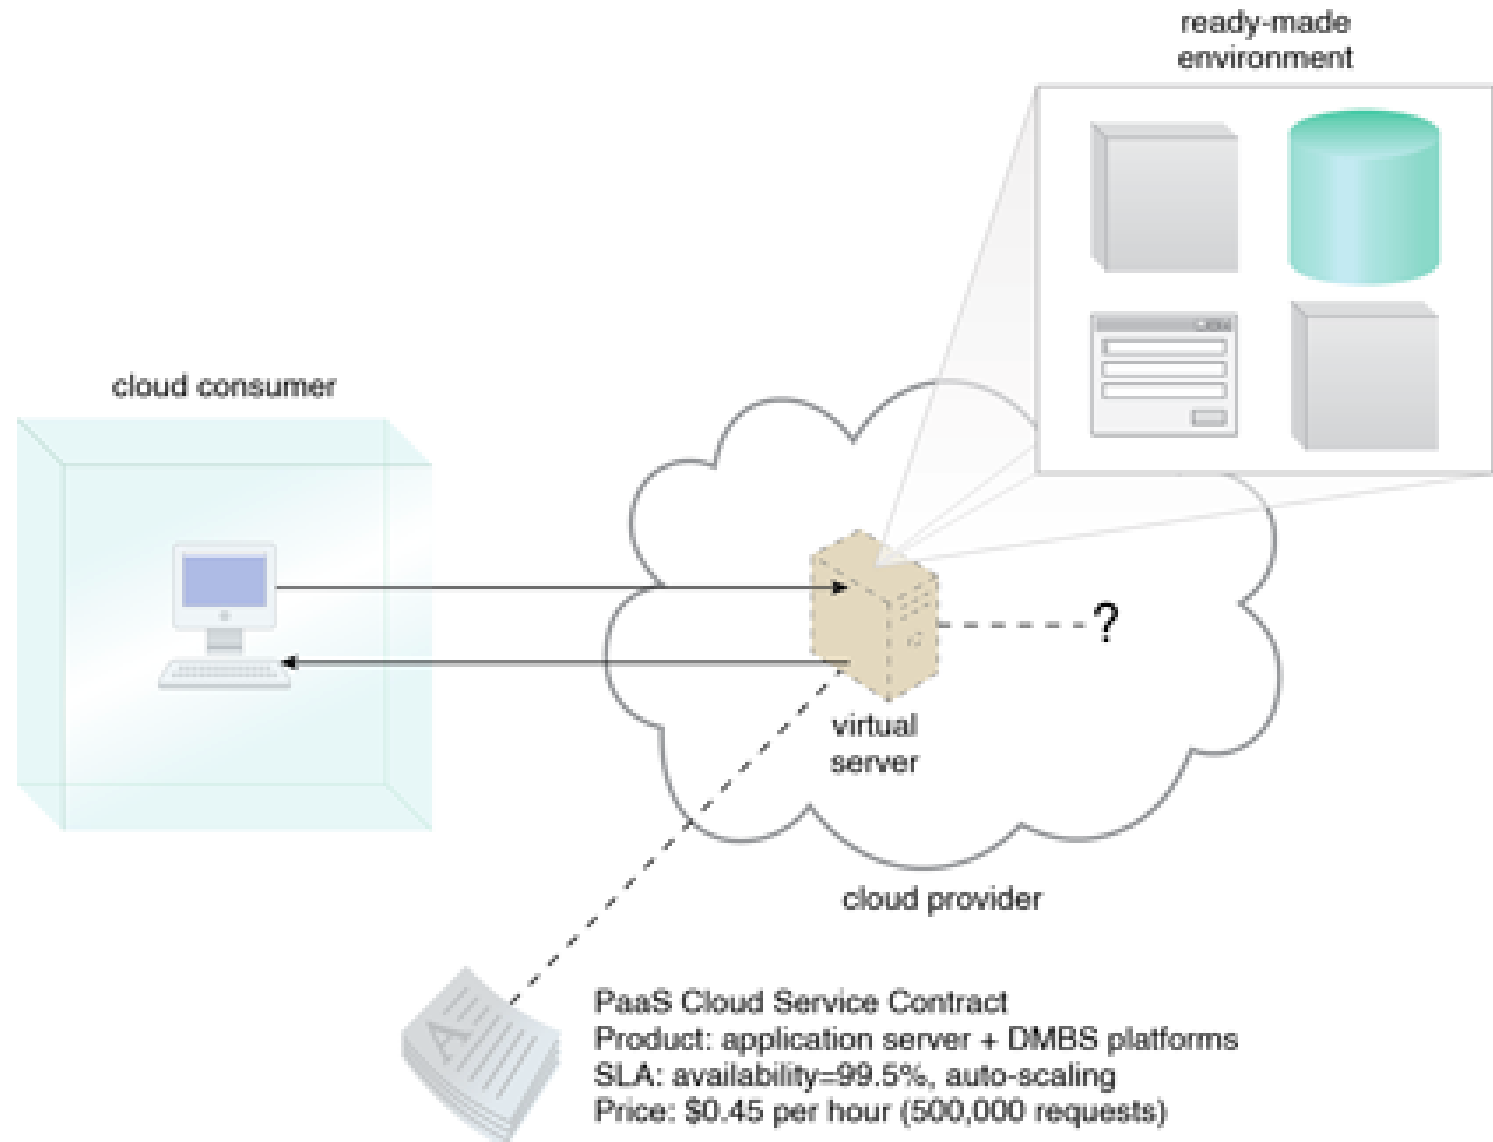 ready-made
environment
cloud consumer
?
virtual
server
cloud provider
A
PaaS Cloud Service Contract
Product: application server + DMBS platforms
SLA: availability=99.5%, auto-scaling
Price: $0.45 per hour (500,000 requests)